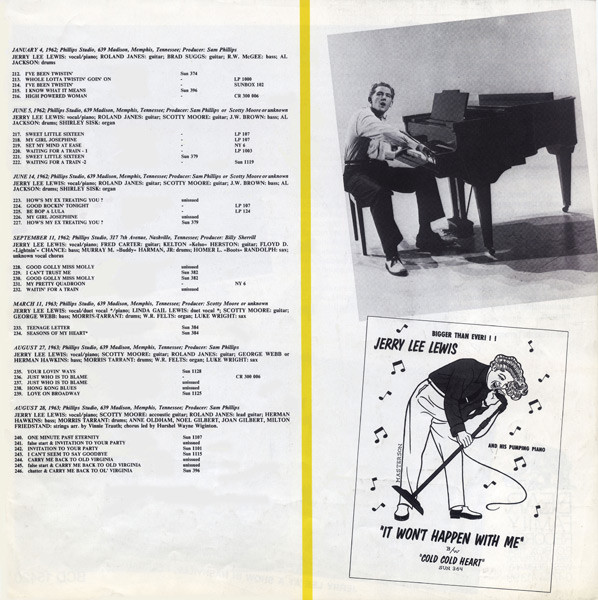 JANUARY 4, 1962; Phillips Studio, 639 Madison, Memphis, Tennessee; Producer: Sam Phillips
JERRY LEE LEWIS: vocal/piano; ROLAND JANES: guitar; BRAD SUGGS: guitar; R.W. McGEE: bass; AL
JACKSON: drums
212. I'VE BEEN TWISTIN' Sun 374
213. WHOLE LOTTA TWISTIN' GOIN' ON - LP 1000
214. I'VE BEEN TWISTIN' - SUNBOX 102
215. I KNOW WHAT IT MEANS Sun 396
216. HIGH POWERED WOMAN - CR 300 006
JUNE 5, 1962; Phillips Studio, 639 Madison, Memphis, Tennessee; Producer: Sam Phillips or Scotty Moore or unknown
JERRY LEE LEWIS: vocal/piano; ROLAND JANES: guitar; SCOTTY MOORE: guitar; J.W. BROWN: bass; AL
JACKSON: drums; SHIRLEY SISK: organ
217. SWEET LITTLE SIXTEEN - LP 107
218. MY GIRL JOSEPHINE - LP 107
219. SET MY MIND AT EASE - NY 6
220. WAITING FOR A TRAIN - 1 - LP 1003
221. SWEET LITTLE SIXTEEN Sun 379
222. WAITING FOR A TRAIN -2 - Sun 1119
JUNE 14, 1962; Phillips Studio, 639 Madison, Memphis, Tennessee; Producer: Sam Phillips or Scotty Moore or unknown
JERRY LEE LEWIS: vocal/piano; ROLAND JANES: guitar; SCOTTY MOORE: guitar; J.W. BROWN: bass; AL
JACKSON: drums; SHIRLEY SISK: organ
223. HOW'S MY EX TREATING YOU ? unissued
224. GOOD ROCKIN' TONIGHT - LP 107
225. BE BOP A LULA - LP 124
226. MY GIRL JOSEPHINE unissued
227. HOW'S MY EX TREATING YOU ? Sun 379
SEPTEMBER 11, 1962; Phillips Studio, 317 7th Avenue, Nashville, Tennessee; Producer: Billy Sherrill
JERRY LEE LEWIS: vocal/piano; FRED CARTER: guitar; KELTON «Kelso» HERSTON: guitar; FLOYD D.
«Lightnin'» CHANCE: bass; MURRAY M. «Buddy» HARMAN, JR: drums; HOMER L. «Boots» RANDOLPH: sax;
unknown vocal chorus
228. GOOD GOLLY MISS MOLLY unissued
229. I CAN'T TRUST ME Sun 382
230. GOOD GOLLY MISS MOLLY Sun 382
231. MY PRETTY QUADROON - NY 6
232. WAITIN' FOR A TRAIN unissued
MARCH 11, 1963; Phillips Studio, 639 Madison, Memphis, Tennessee; Producer: Scotty Moore or unknown
JERRY LEE LEWIS: vocal/duet vocal */piano; LINDA GAIL LEWIS: duet vocal *; SCOTTY MOORE: guitar;
GEORGE WEBB: bass; MORRIS TARRANT: drums; W.R. FELTS: organ; LUKE WRIGHT: sax
233. TEENAGE LETTER Sun 384
234. SEASONS OF MY HEART* Sun 384
AUGUST 27, 1963; Phillips Studio, 639 Madison, Memphis, Tennessee; Producer: Sam Phillips
JERRY LEE LEWIS: vocal/piano; SCOTTY MOORE: guitar; ROLAND JANES: guitar; GEORGE WEBB or
HERMAN HAWKINS: bass; MORRIS TARRANT: drums; W.R. FELTS: organ; LUKE WRIGHT: sax
235. YOUR LOVIN' WAYS Sun 1128
236. JUST WHO IS TO BLAME - CR 300 006
237. JUST WHO IS TO BLAME unissued
238. HONG KONG BLUES unissued
239. LOVE ON BROADWAY Sun 1125
AUGUST 28, 1963; Phillips Studio, 639 Madison, Memphis, Tennessee; Producer: Sam Phillips
JERRY LEE LEWIS: vocal/piano; SCOTTY MOORE: accoustic guitar; ROLAND JANES: lead guitar; HERMAN
HAWKINS: bass; MORRIS TARRANT: drums; ANNE OLDHAM, NOEL GILBERT, JOAN GILBERT, MILTON
FRIEDSTAND: strings arr. by Vinnie Trauth; chorus led by Harshel Wayne Wiginton.
240. ONE MINUTE PAST ETERNITY Sun 1107
241. false start & INVITATION TO YOUR PARTY unissued
242. INVITATION TO YOUR PARTY Sun 1101
243. I CAN'T SEEM TO SAY GOODBYE Sun 1115
244. CARRY ME BACK TO OLD VIRGINIA unissued
245. false start & CARRY ME BACK TO OLD VIRGINIA unissued
246. chatter & CARRY ME BACK TO OL' VIRGINIA Sun 396
BIGGER THAN EVER! ! !
JERRY LEE LEWIS
AND HIS PUMPING PIANO
MASTERSON
"IT WON'T HAPPEN WITH ME"
B/W
"COLD COLD HEART"
SUN 364